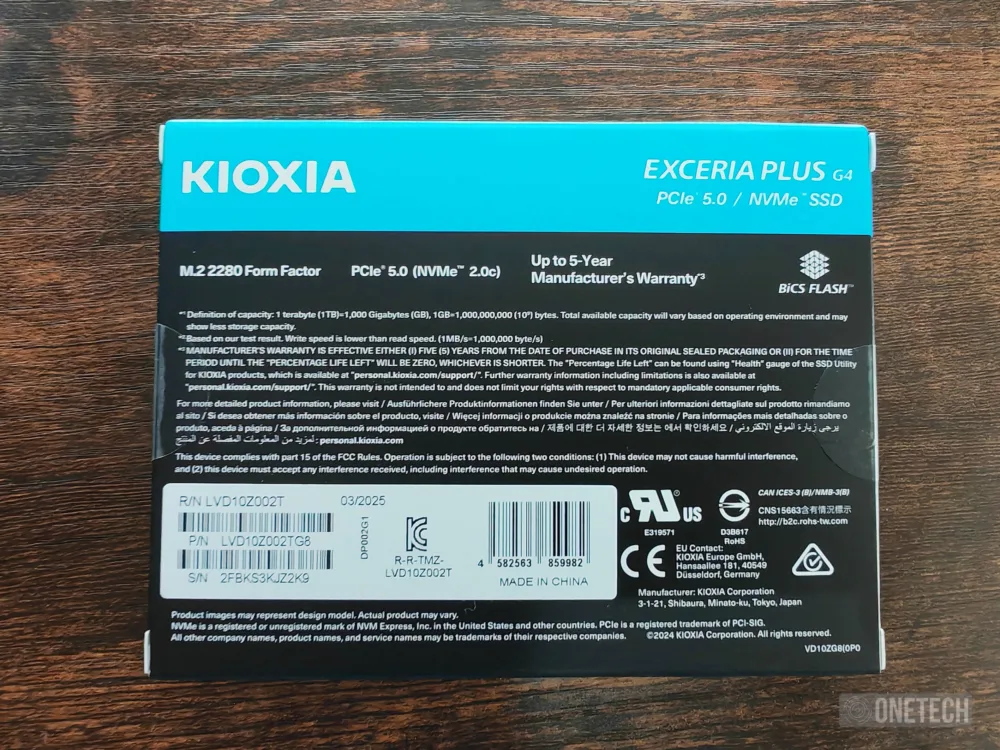 KIOXIA
EXCERIA PLUS G4
PCIe® 5.0 / NVMe™ SSD
M.2 2280 Form Factor
PCIe® 5.0 (NVMe™ 2.0c)
Up to 5-Year
Manufacturer's Warranty*3
BiCS FLASH™
*1 Definition of capacity: 1 terabyte (1TB)=1,000 Gigabytes (GB), 1GB=1,000,000,000 (10⁹) bytes. Total available capacity will vary based on operating environment and may
show less storage capacity.
*2 Based on our test result. Write speed is lower than read speed. (1MB/s=1,000,000 byte/s)
*3 MANUFACTURER'S WARRANTY IS EFFECTIVE EITHER (I) FIVE (5) YEARS FROM THE DATE OF PURCHASE IN ITS ORIGINAL SEALED PACKAGING OR (II) FOR THE TIME
PERIOD UNTIL THE "PERCENTAGE LIFE LEFT" WILL BE ZERO, WHICHEVER IS SHORTER. The "Percentage Life Left" can be found using "Health" gauge of the SSD Utility
for KIOXIA products, which is available at "personal.kioxia.com/support/". Further warranty information including limitations is also available at
"personal.kioxia.com/support/". This warranty is not intended to and does not limit your rights with respect to mandatory applicable consumer rights.
For more detailed product information, please visit / Ausführlichere Produktinformationen finden Sie unter / Per ulteriori informazioni dettagliate sul prodotto rimandiamo
al sito / Si desea obtener más información sobre el producto, visite / Więcej informacji o produkcie można znaleźć na stronie / Para informações mais detalhadas sobre o
produto, aceda à página / За дополнительной информацией о продукте обратитесь на / 제품에 대한 더 자세한 정보는 에서 확인하세요 / يرجى زيارة الموقع الالكتروني
لمزيد من المعلومات المفصلة عن المنتج : personal.kioxia.com
This device complies with part 15 of the FCC Rules. Operation is subject to the following two conditions: (1) This device may not cause harmful interference,
and (2) this device must accept any interference received, including interference that may cause undesired operation.
R/N LVD10Z002T
03/2025
P/N LVD10Z002TG8
S/N 2FBKS3KJZ2K9
DP002G1
R-R-TMZ-
LVD10Z002T
4 582563 859982
MADE IN CHINA
c RU® US
E319571
D3B617
RoHS
CAN ICES-3 (B)/NMB-3(B)
CNS15663含有情況標示
http://b2c.rohs-tw.com
CE
EU Contact:
KIOXIA Europe GmbH,
Hansaallee 181, 40549
Düsseldorf, Germany
Manufacturer: KIOXIA Corporation
3-1-21, Shibaura, Minato-ku, Tokyo, Japan
Product images may represent design model. Actual product may vary.
NVMe is a registered or unregistered mark of NVM Express, Inc. in the United States and other countries. PCIe is a registered trademark of PCI-SIG.
All other company names, product names, and service names may be trademarks of their respective companies.
©2024 KIOXIA Corporation. All rights reserved.
VD10ZG8(0P0
ONETECH